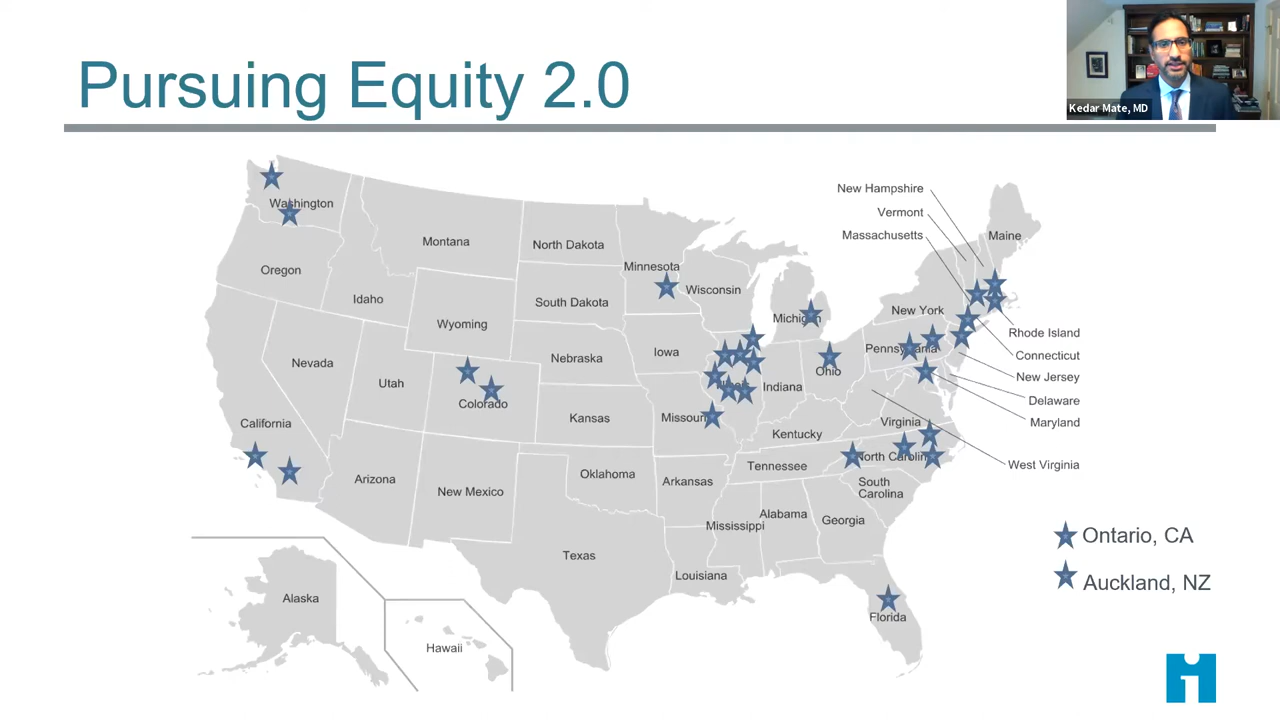 Pursuing Equity 2.0
Kedar Mate, MD
New Hampshire
Vermont
Massachusetts
Maine
Washington
Montana
North Dakota
Minnesota
Oregon
Idaho
South Dakota
Wisconsin
Wyoming
Michigan
New York
Rhode Island
Connecticut
New Jersey
Delaware
Maryland
West Virginia
Nevada
Utah
Nebraska
Iowa
Illinois
Indiana
Ohio
Pennsylvania
California
Colorado
Kansas
Missouri
Kentucky
Virginia
Arizona
New Mexico
Oklahoma
Arkansas
Tennessee
North Carolina
South
Carolina
Mississippi
Alabama
Georgia
Texas
Louisiana
Florida
Alaska
Hawaii
Ontario, CA
Auckland, NZ